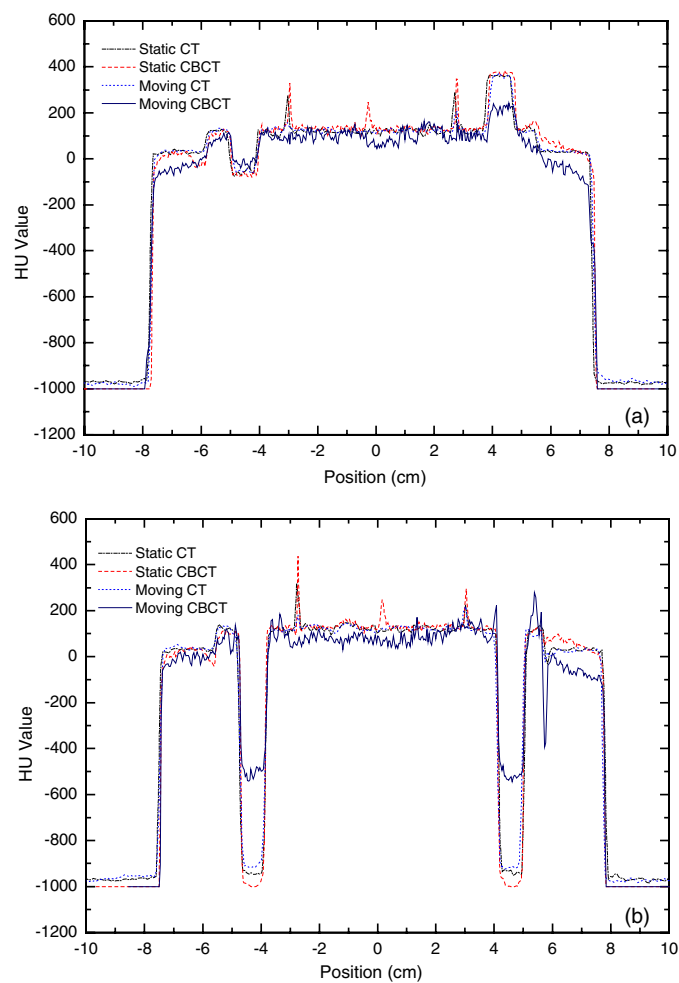 600
400
200
0
-200
-400
-600
-800
-1000
-1200
HU Value
Static CT
Static CBCT
Moving CT
Moving CBCT
(a)
-10 -8 -6 -4 -2 0 2 4 6 8 10
Position (cm)
600
400
200
0
-200
-400
-600
-800
-1000
-1200
HU Value
Static CT
Static CBCT
Moving CT
Moving CBCT
(b)
-10 -8 -6 -4 -2 0 2 4 6 8 10
Position (cm)